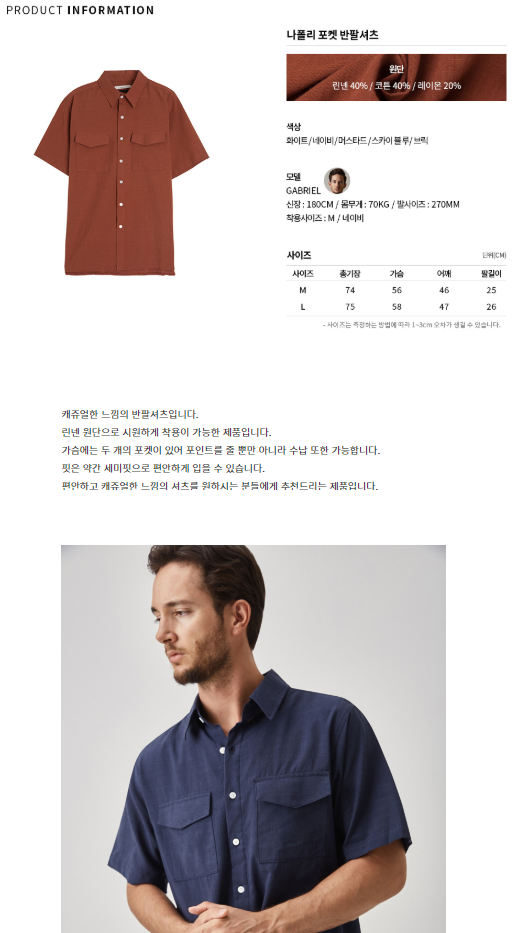 PRODUCT INFORMATION
나폴리 포켓 반팔셔츠
원단
린넨 40% / 코튼 40% / 레이온 20%
색상
화이트/네이비/머스타드/스카이블루/브릭
모델
GABRIEL
신장 : 180CM / 몸무게 : 70KG / 발사이즈 : 270MM
착용사이즈 : M / 네이비
사이즈 단위(CM)
사이즈 총기장 가슴 어깨 팔길이
M 74 56 46 25
L 75 58 47 26
- 사이즈는 측정하는 방법에 따라 1~3cm 오차가 생길 수 있습니다.
캐쥬얼한 느낌의 반팔셔츠입니다.
린넨 원단으로 시원하게 착용이 가능한 제품입니다.
가슴에는 두 개의 포켓이 있어 포인트를 줄 뿐만 아니라 수납 또한 가능합니다.
핏은 약간 세미핏으로 편안하게 입을 수 있습니다.
편안하고 캐쥬얼한 느낌의 셔츠를 원하시는 분들에게 추천드리는 제품입니다.